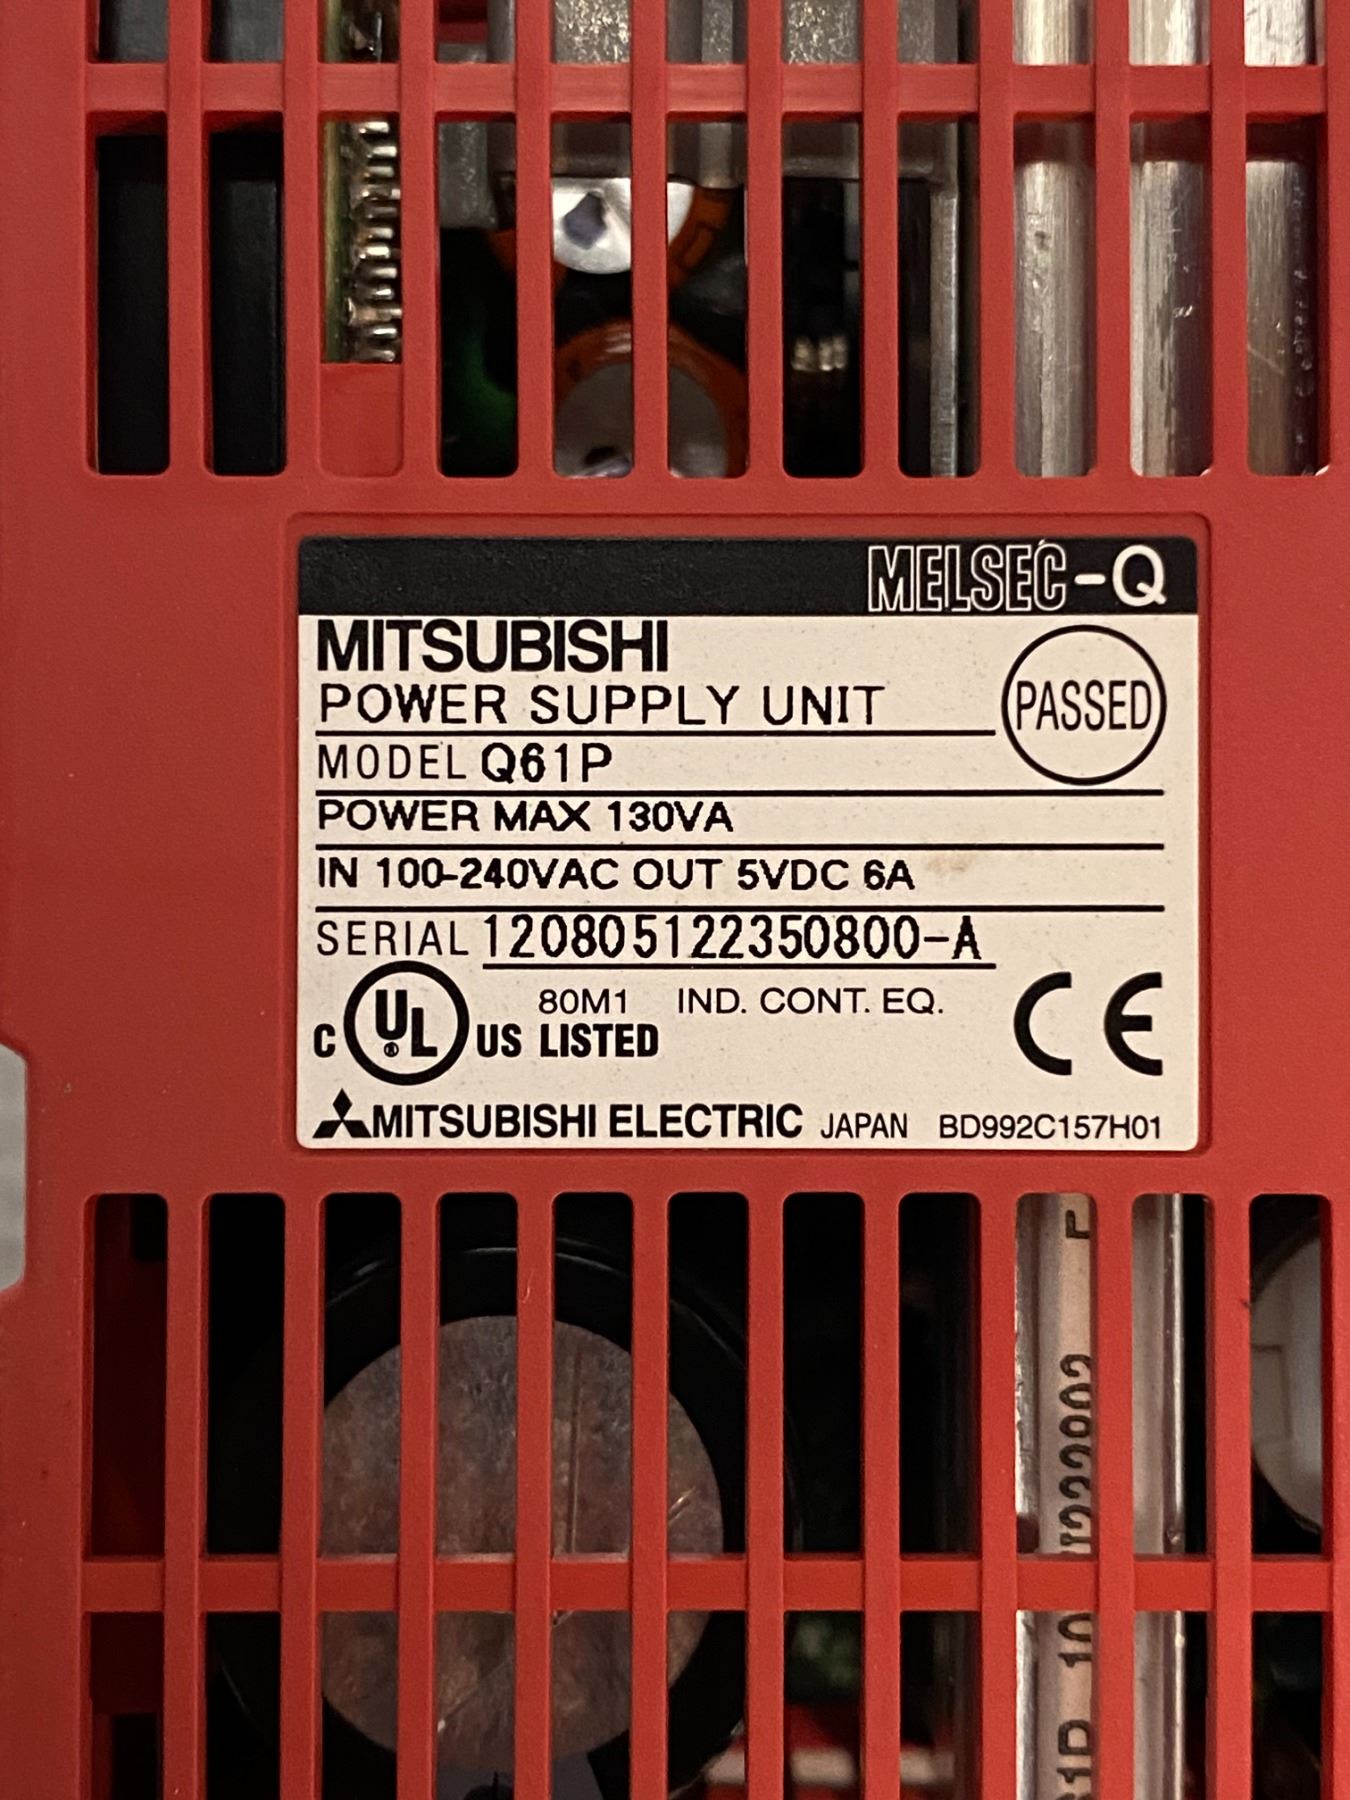 MELSEC-Q
MITSUBISHI
POWER SUPPLY UNIT
PASSED
MODEL Q61P
POWER MAX 130VA
IN 100-240VAC OUT 5VDC 6A
SERIAL 120805122350800-A
80M1 IND. CONT. EQ.
C UL® US LISTED
CE
MITSUBISHI ELECTRIC JAPAN BD992C157H01